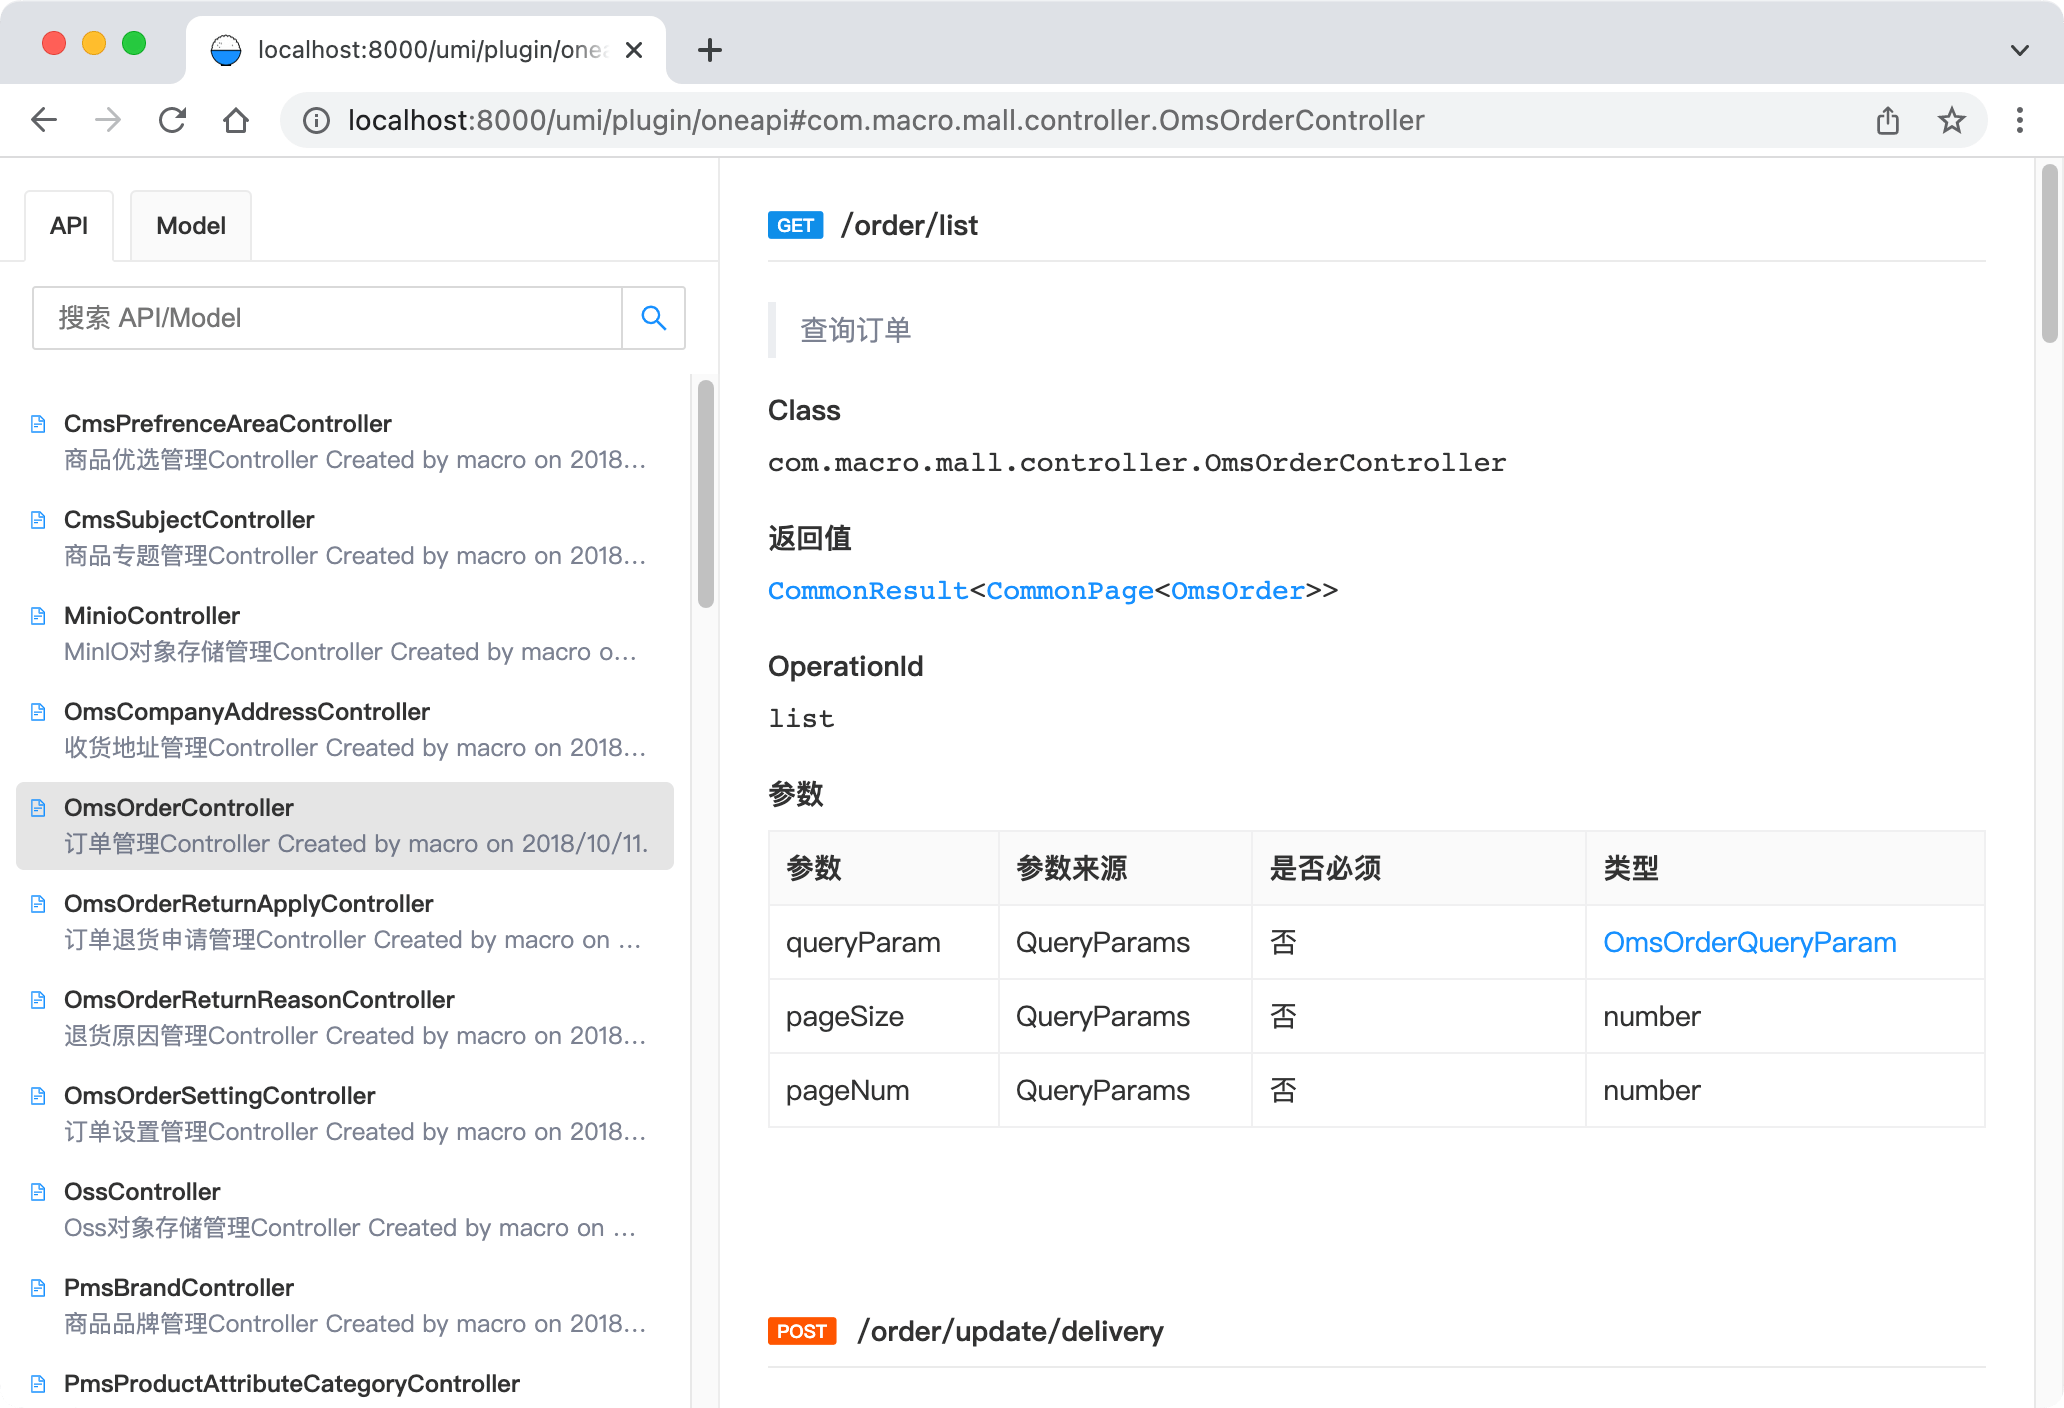 localhost:8000/umi/plugin/one
localhost:8000/umi/plugin/oneapi#com.macro.mall.controller.OmsOrderController
API
Model
搜索 API/Model
CmsPrefrenceAreaController
商品优选管理Controller Created by macro on 2018...
CmsSubjectController
商品专题管理Controller Created by macro on 2018...
MinioController
MinIO对象存储管理Controller Created by macro o...
OmsCompanyAddressController
收货地址管理Controller Created by macro on 2018...
OmsOrderController
订单管理Controller Created by macro on 2018/10/11.
OmsOrderReturnApplyController
订单退货申请管理Controller Created by macro on ...
OmsOrderReturnReasonController
退货原因管理Controller Created by macro on 2018...
OmsOrderSettingController
订单设置管理Controller Created by macro on 2018...
OssController
Oss对象存储管理Controller Created by macro on ...
PmsBrandController
商品品牌管理Controller Created by macro on 2018...
PmsProductAttributeCategoryController
GET /order/list
查询订单
Class
com.macro.mall.controller.OmsOrderController
返回值
CommonResult<CommonPage<OmsOrder>>
OperationId
list
参数
参数 参数来源 是否必须 类型
queryParam QueryParams 否 OmsOrderQueryParam
pageSize QueryParams 否 number
pageNum QueryParams 否 number
POST /order/update/delivery